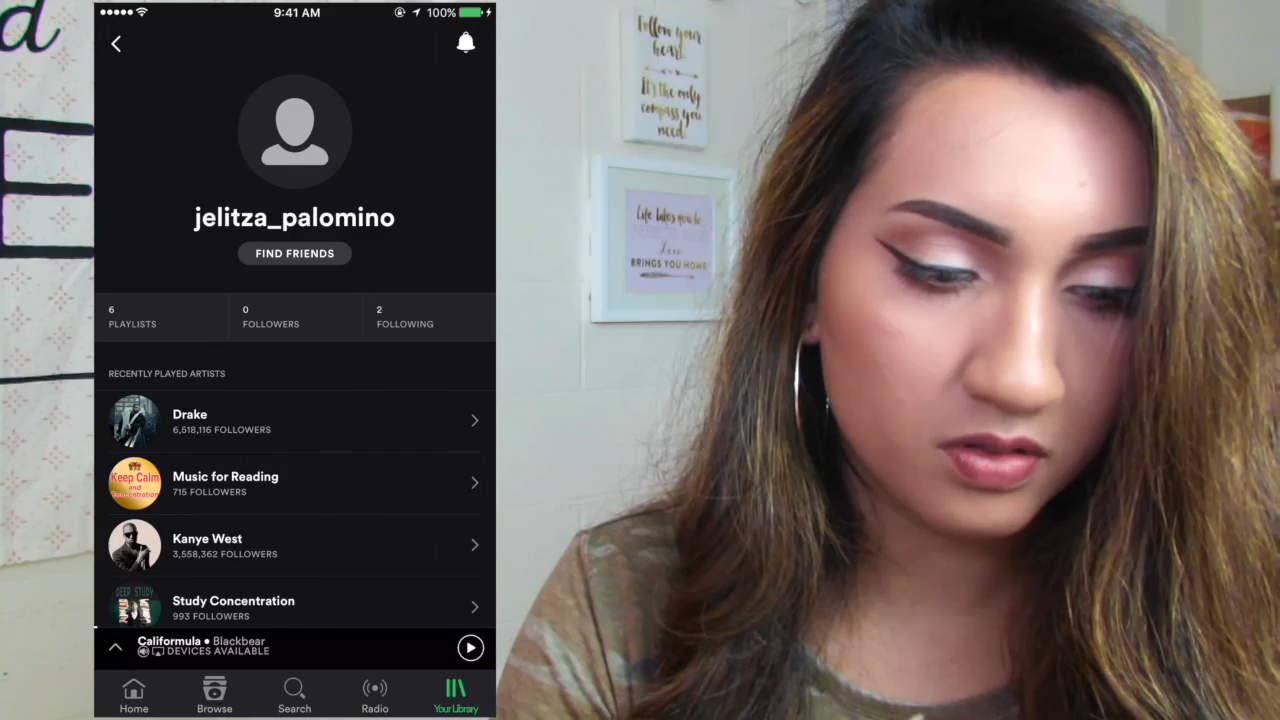 d
E
9:41 AM
100%
jelitza_palomino
FIND FRIENDS
6
PLAYLISTS
0
FOLLOWERS
2
FOLLOWING
RECENTLY PLAYED ARTISTS
Drake
6,518,116 FOLLOWERS
Keep Calm
and
Concentration
Music for Reading
715 FOLLOWERS
Kanye West
3,558,362 FOLLOWERS
DEEP STUDY
Study Concentration
993 FOLLOWERS
Califormula • Blackbear
DEVICES AVAILABLE
Home
Browse
Search
Radio
Your Library
Follow your
heart.
It's the only
compass you
need.
Life takes you to
Love
BRINGS YOU HOME